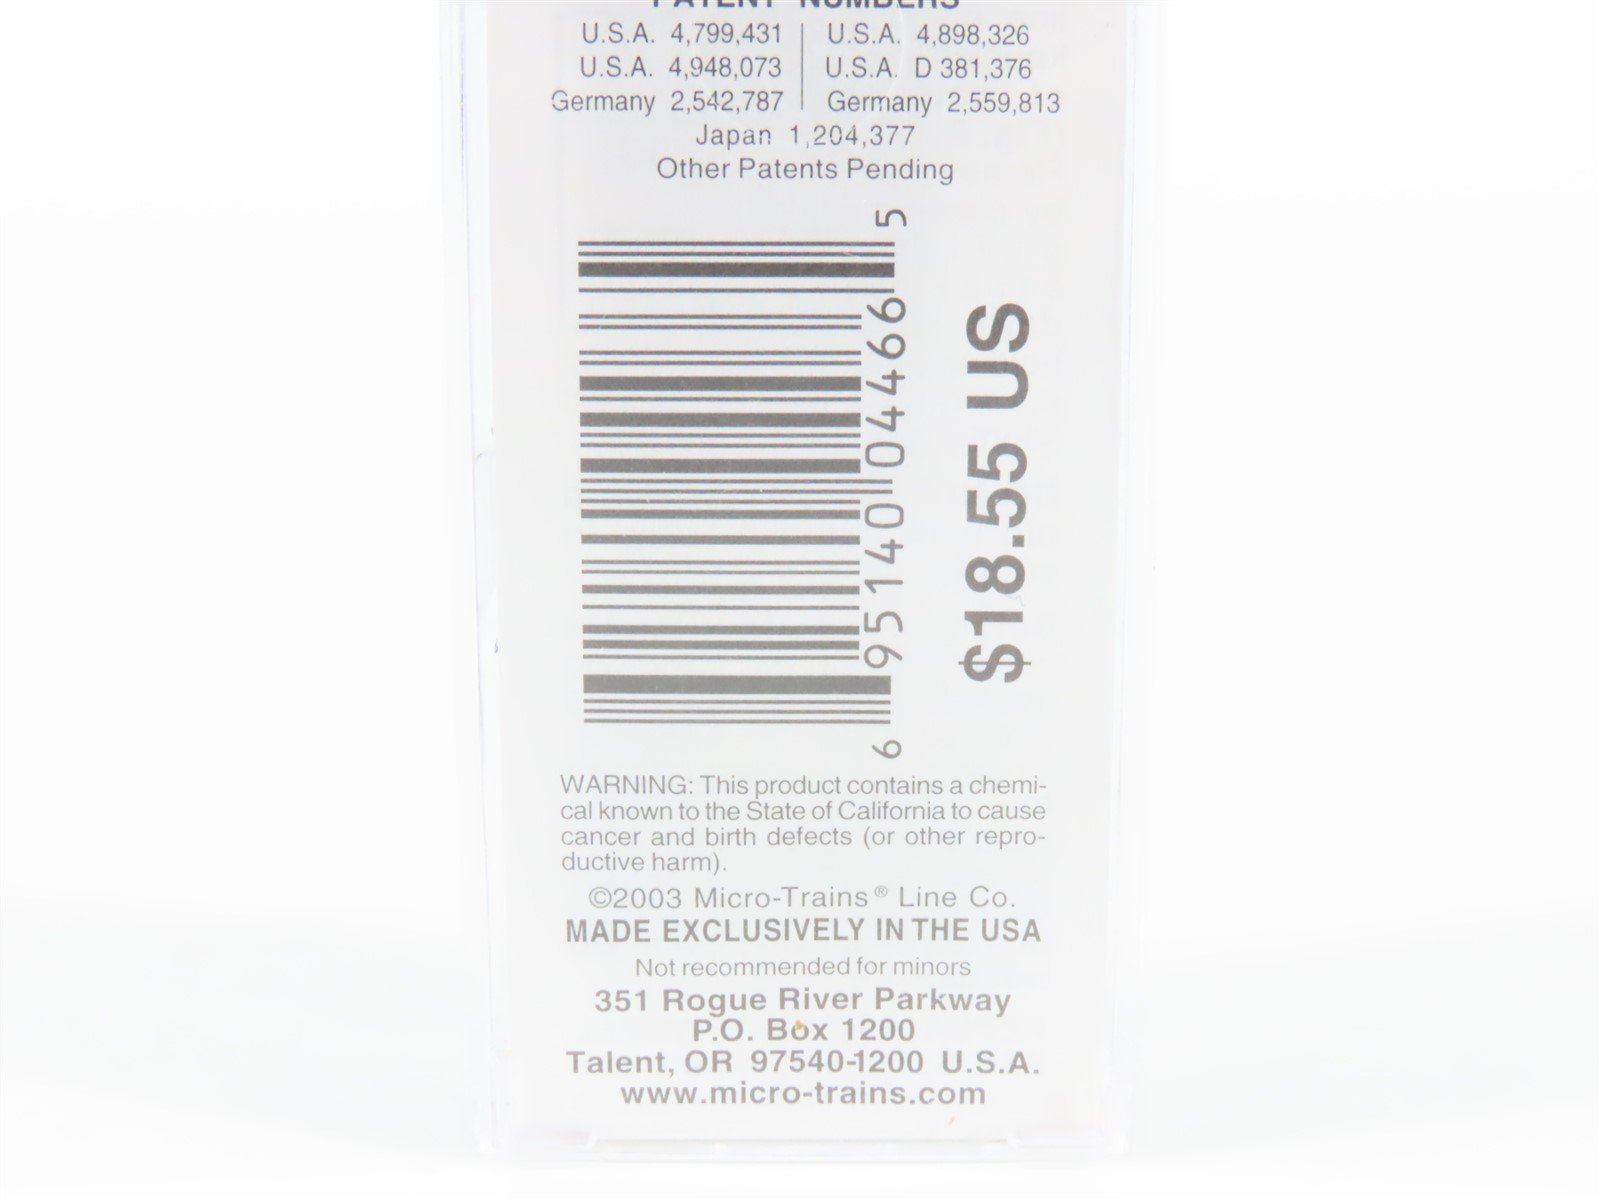 PATENT NUMBERS
U.S.A. 4,799,431 U.S.A. 4,898,326
U.S.A. 4,948,073 U.S.A. D 381,376
Germany 2,542,787 Germany 2,559,813
Japan 1,204,377
Other Patents Pending
6 95140 04466 5
$18.55 US
WARNING: This product contains a chemi-
cal known to the State of California to cause
cancer and birth defects (or other repro-
ductive harm).
©2003 Micro-Trains® Line Co.
MADE EXCLUSIVELY IN THE USA
Not recommended for minors
351 Rogue River Parkway
P.O. Box 1200
Talent, OR 97540-1200 U.S.A.
www.micro-trains.com